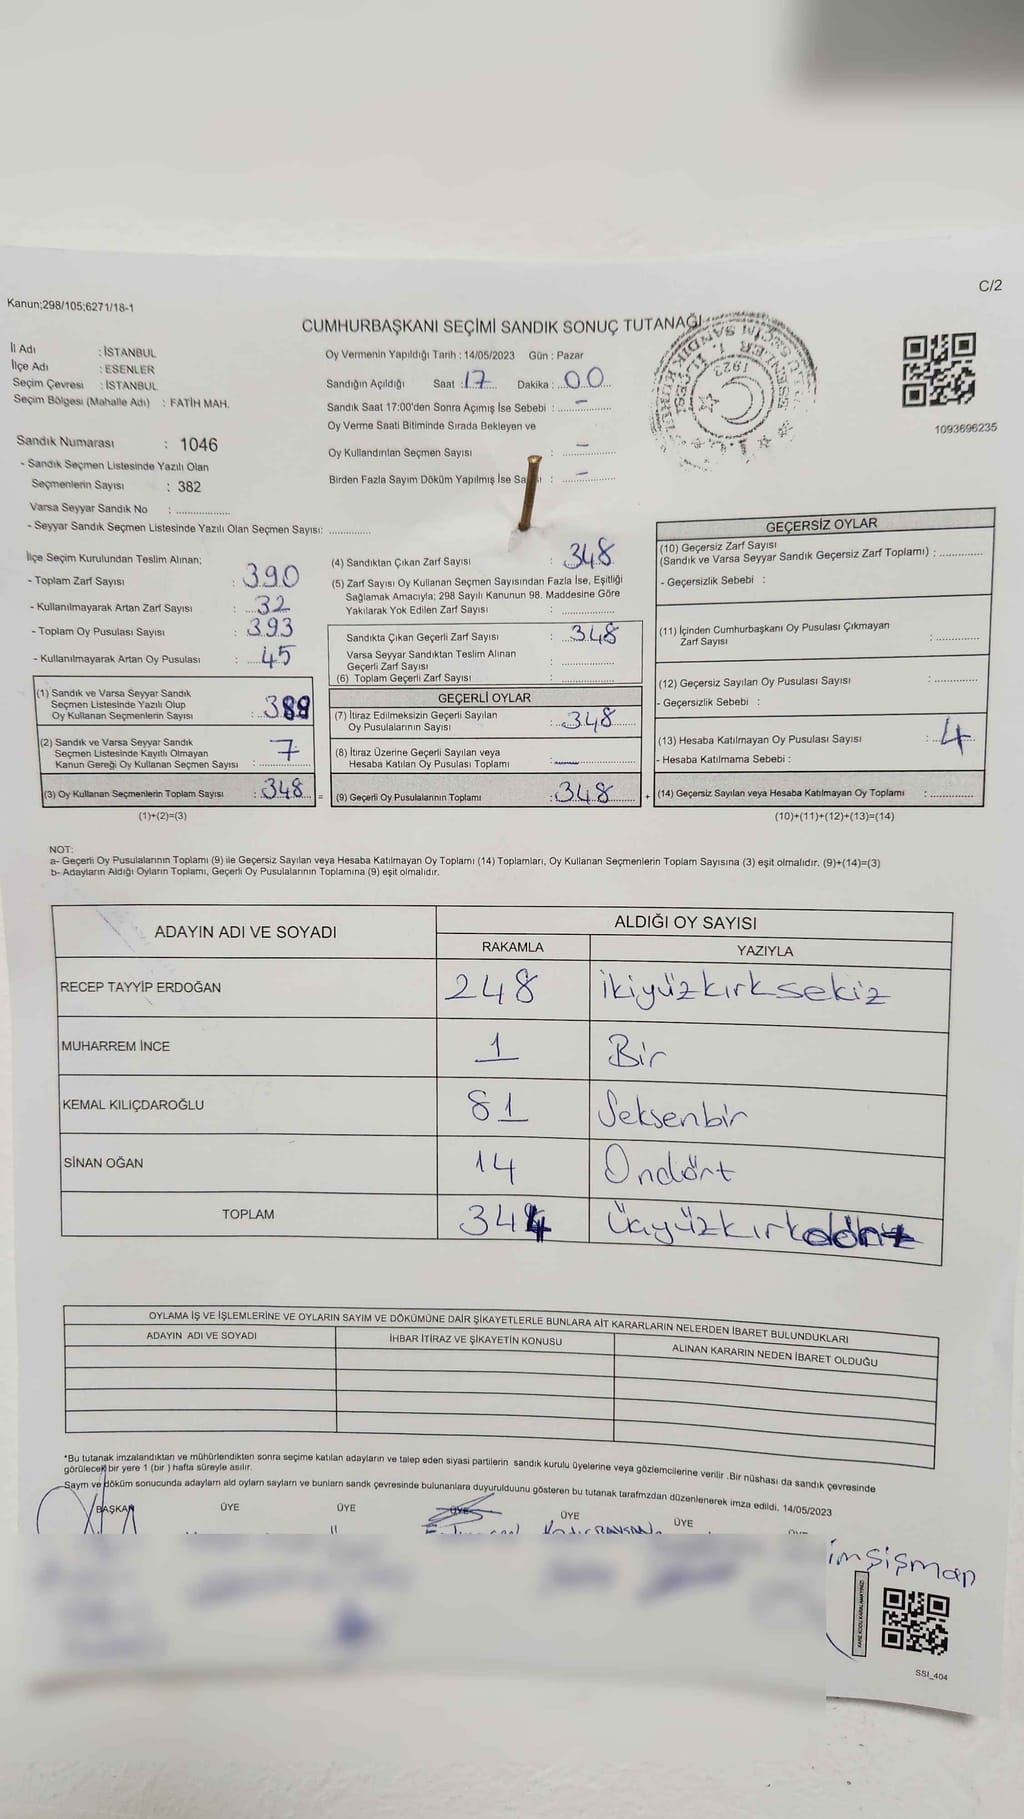 C/2
Kanun;298/105;6271/18-1
CUMHURBAŞKANI SEÇİMİ SANDIK SONUÇ TUTANAĞI
İl Adı : İSTANBUL
İlçe Adı : ESENLER
Seçim Çevresi : İSTANBUL
Seçim Bölgesi (Mahalle Adı) : FATİH MAH.
Sandık Numarası : 1046
- Sandık Seçmen Listesinde Yazılı Olan
Seçmenlerin Sayısı : 382
Varsa Seyyar Sandık No :
- Seyyar Sandık Seçmen Listesinde Yazılı Olan Seçmen Sayısı:
Oy Vermenin Yapıldığı Tarih : 14/05/2023 Gün : Pazar
Sandığın Açıldığı Saat : 17 Dakika : 00
Sandık Saat 17:00'den Sonra Açımış İse Sebebi : -
Oy Verme Saati Bitiminde Sırada Bekleyen ve
Oy Kullandırılan Seçmen Sayısı : -
Birden Fazla Sayım Döküm Yapılmış İse : -
1923
1093696235
İlçe Seçim Kurulundan Teslim Alınan;
- Toplam Zarf Sayısı : 390
- Kullanılmayarak Artan Zarf Sayısı : 32
- Toplam Oy Pusulası Sayısı : 393
- Kullanılmayarak Artan Oy Pusulası : 45
(1) Sandık ve Varsa Seyyar Sandık
Seçmen Listesinde Yazılı Olup
Oy Kullanan Seçmenlerin Sayısı :
(2) Sandık ve Varsa Seyyar Sandık
Seçmen Listesinde Kayıtlı Olmayan
Kanun Gereği Oy Kullanan Seçmen Sayısı : 7
(3) Oy Kullanan Seçmenlerin Toplam Sayısı : 348 =
(1)+(2)=(3)
(4) Sandıktan Çıkan Zarf Sayısı : 348
(5) Zarf Sayısı Oy Kullanan Seçmen Sayısından Fazla İse, Eşitliği
Sağlamak Amacıyla; 298 Sayılı Kanunun 98. Maddesine Göre
Yakılarak Yok Edilen Zarf Sayısı :
Sandıkta Çıkan Geçerli Zarf Sayısı : 348
Varsa Seyyar Sandıktan Teslim Alınan
Geçerli Zarf Sayısı :
(6) Toplam Geçerli Zarf Sayısı :
GEÇERLİ OYLAR
(7) İtiraz Edilmeksizin Geçerli Sayılan
Oy Pusulalarının Sayısı : 348
(8) İtiraz Üzerine Geçerli Sayılan veya
Hesaba Katılan Oy Pusulası Toplamı : —
(9) Geçerli Oy Pusulalarının Toplamı : 348 +
GEÇERSİZ OYLAR
(10) Geçersiz Zarf Sayısı
(Sandık ve Varsa Seyyar Sandık Geçersiz Zarf Toplamı) :
- Geçersizlik Sebebi :
(11) İçinden Cumhurbaşkanı Oy Pusulası Çıkmayan
Zarf Sayısı :
(12) Geçersiz Sayılan Oy Pusulası Sayısı :
- Geçersizlik Sebebi :
(13) Hesaba Katılmayan Oy Pusulası Sayısı : 4
- Hesaba Katılmama Sebebi :
(14) Geçersiz Sayılan veya Hesaba Katılmayan Oy Toplamı :
(10)+(11)+(12)+(13)=(14)
NOT:
a- Geçerli Oy Pusulalarının Toplamı (9) ile Geçersiz Sayılan veya Hesaba Katılmayan Oy Toplamı (14) Toplamları, Oy Kullanan Seçmenlerin Toplam Sayısına (3) eşit olmalıdır. (9)+(14)=(3)
b- Adayların Aldığı Oyların Toplamı, Geçerli Oy Pusulalarının Toplamına (9) eşit olmalıdır.
ADAYIN ADI VE SOYADI ALDIĞI OY SAYISI
RAKAMLA YAZIYLA
RECEP TAYYİP ERDOĞAN 248 ikiyüzkırksekiz
MUHARREM İNCE 1 Bir
KEMAL KILIÇDAROĞLU 81 Seksenbir
SİNAN OĞAN 14 Ondört
TOPLAM 344
OYLAMA İŞ VE İŞLEMLERİNE VE OYLARIN SAYIM VE DÖKÜMÜNE DAİR ŞİKAYETLERLE BUNLARA AİT KARARLARIN NELERDEN İBARET BULUNDUKLARI
ADAYIN ADI VE SOYADI İHBAR İTİRAZ VE ŞİKAYETİN KONUSU ALINAN KARARIN NEDEN İBARET OLDUĞU
*Bu tutanak imzalandıktan ve mühürlendikten sonra seçime katılan adayların ve talep eden siyasi partilerin sandık kurulu üyelerine veya gözlemcilerine verilir .Bir nüshası da sandık çevresinde
görülecek bir yere 1 (bir ) hafta süreyle asılır.
Saym ve döküm sonucunda adaylarn ald oylarn saylarn ve bunlarn sandk çevresinde bulunanlara duyurulduunu gösteren bu tutanak tarafmzdan düzenlenerek imza edildi. 14/05/2023
BAŞKAN ÜYE ÜYE ÜYE ÜYE ÜYE
KARE KODU KARALAMAYINIZ!
SSI_404